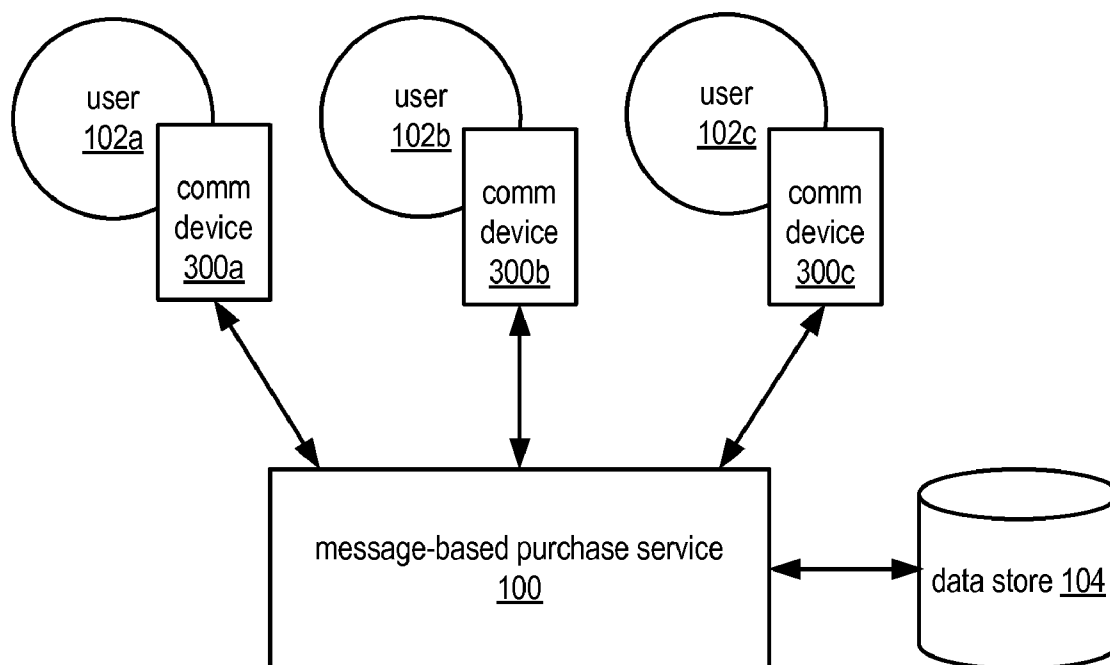 user
102a
user
102b
user
102c
comm
device
300a
comm
device
300b
comm
device
300c
message-based purchase service
100
data store 104